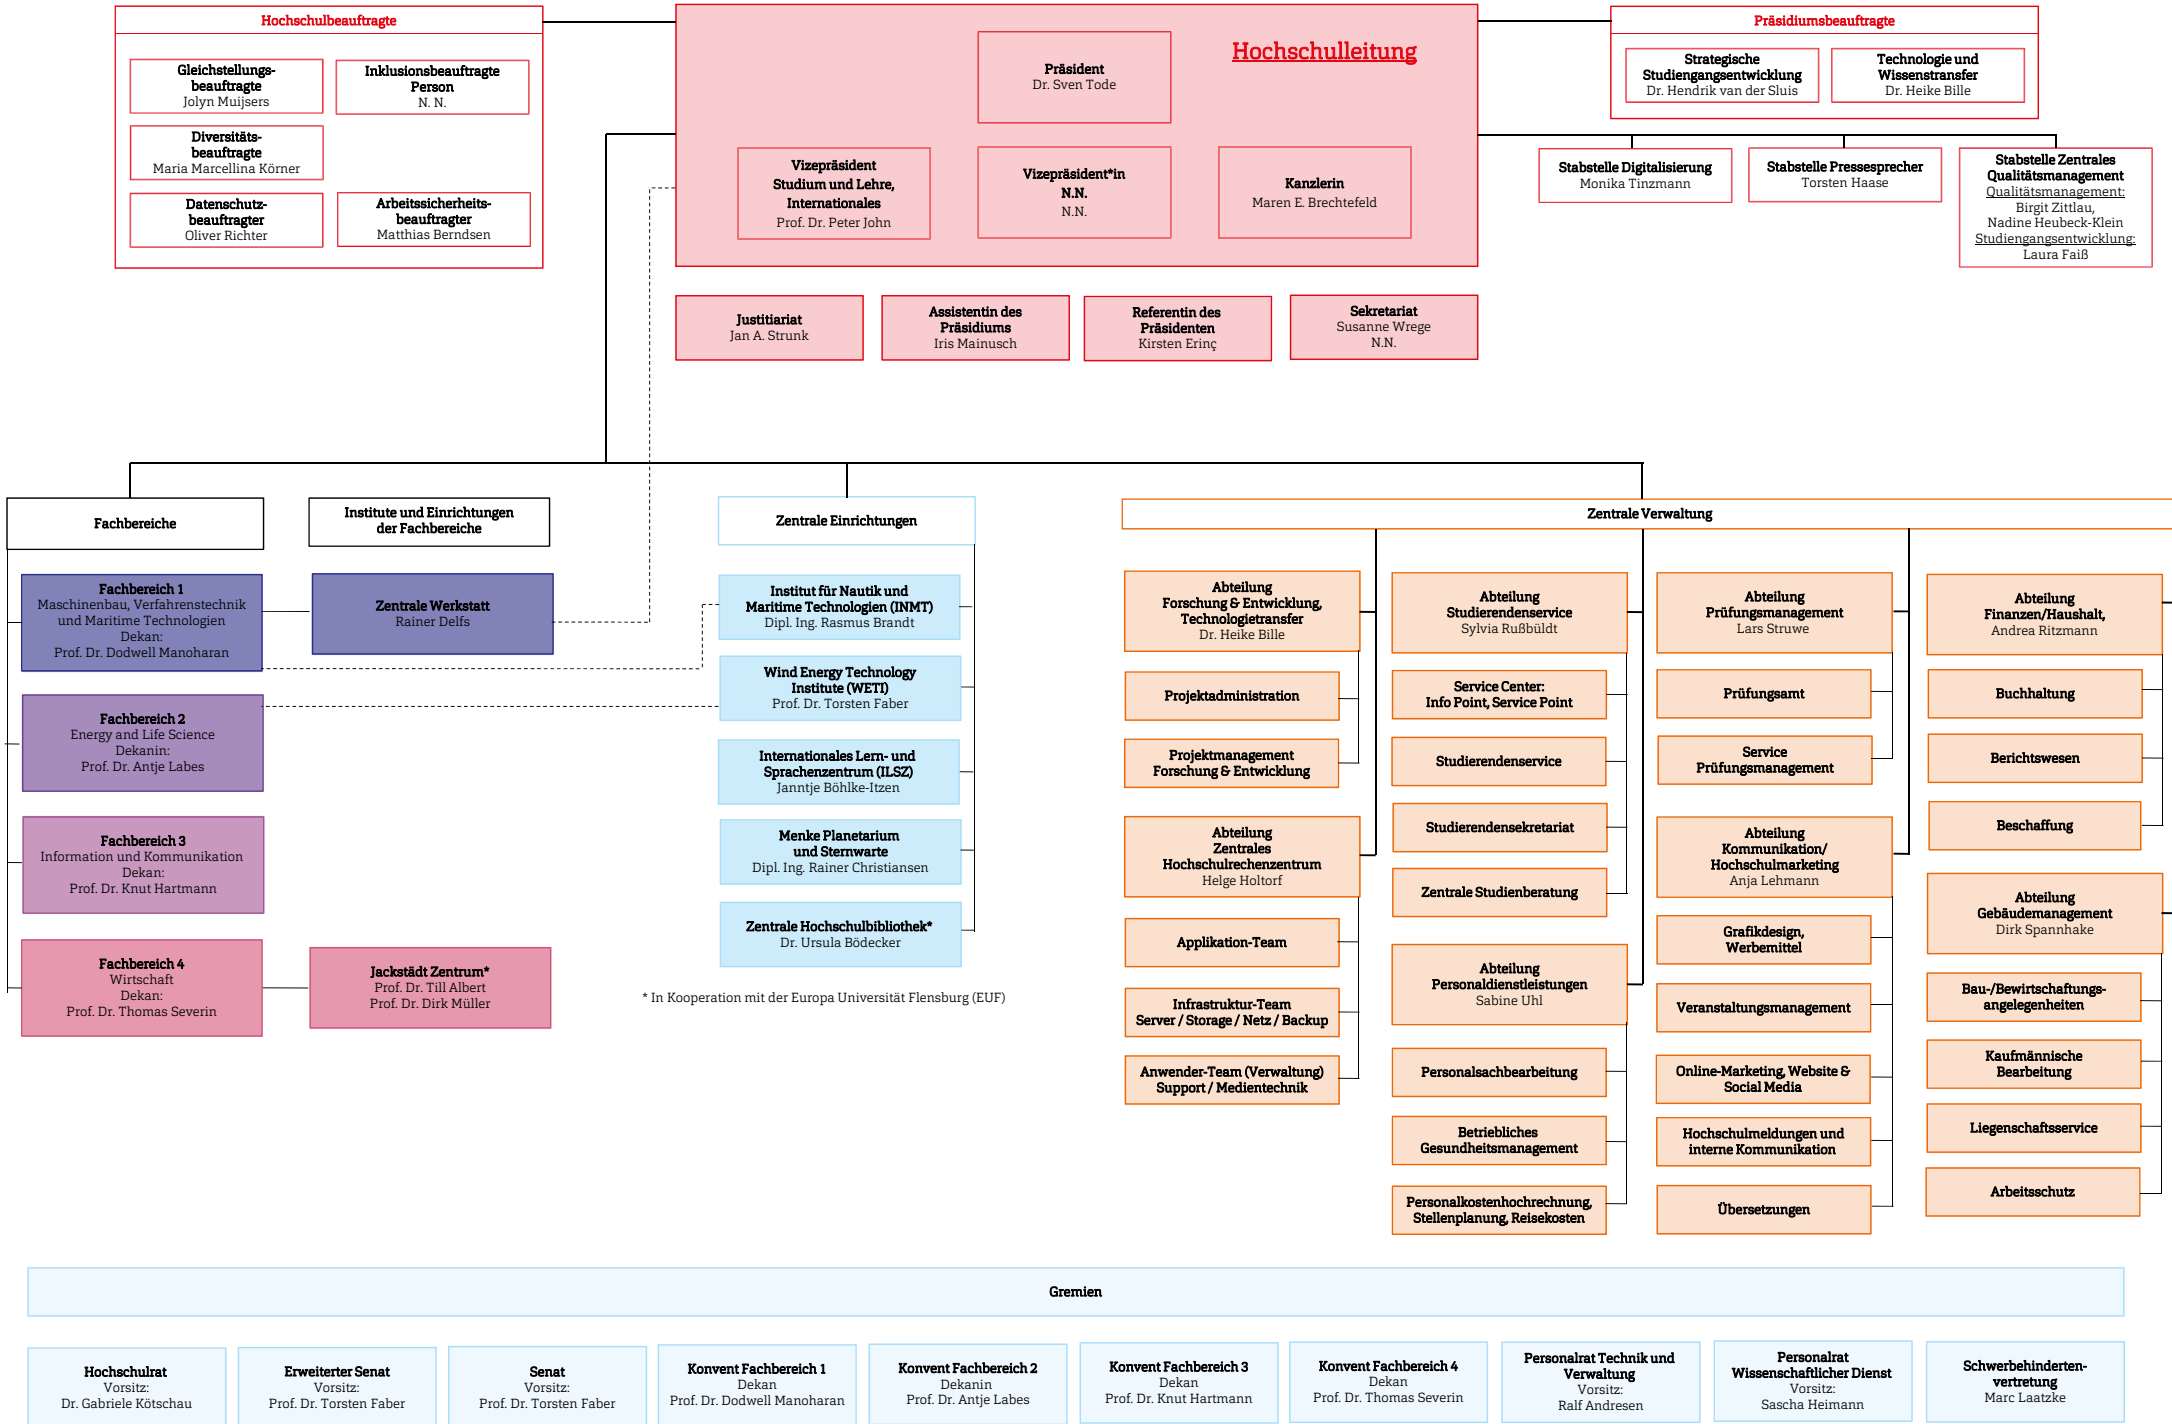 Hochschulbeauftragte
Gleichstellungs-
beauftragte
Jolyn Muijsers
Inklusionsbeauftragte
Person
N. N.
Diversitäts-
beauftragte
Maria Marcellina Körner
Datenschutz-
beauftragter
Oliver Richter
Arbeitssicherheits-
beauftragter
Matthias Berndsen
Hochschulleitung
Präsident
Dr. Sven Tode
Vizepräsident
Studium und Lehre,
Internationales
Prof. Dr. Peter John
Vizepräsident*in
N.N.
N.N.
Kanzlerin
Maren E. Brechtefeld
Präsidiumsbeauftragte
Strategische
Studiengangsentwicklung
Dr. Hendrik van der Sluis
Technologie und
Wissenstransfer
Dr. Heike Bille
Stabstelle Digitalisierung
Monika Tinzmann
Stabstelle Pressesprecher
Torsten Haase
Stabstelle Zentrales
Qualitätsmanagement
Qualitätsmanagement:
Birgit Zittlau,
Nadine Heubeck-Klein
Studiengangsentwicklung:
Laura Faiß
Justitiariat
Jan A. Strunk
Assistentin des
Präsidiums
Iris Mainusch
Referentin des
Präsidenten
Kirsten Erinç
Sekretariat
Susanne Wrege
N.N.
Fachbereiche
Institute und Einrichtungen
der Fachbereiche
Fachbereich 1
Maschinenbau, Verfahrenstechnik
und Maritime Technologien
Dekan:
Prof. Dr. Dodwell Manoharan
Zentrale Werkstatt
Rainer Delfs
Fachbereich 2
Energy and Life Science
Dekanin:
Prof. Dr. Antje Labes
Fachbereich 3
Information und Kommunikation
Dekan:
Prof. Dr. Knut Hartmann
Fachbereich 4
Wirtschaft
Dekan:
Prof. Dr. Thomas Severin
Jackstädt Zentrum*
Prof. Dr. Till Albert
Prof. Dr. Dirk Müller
Zentrale Einrichtungen
Institut für Nautik und
Maritime Technologien (INMT)
Dipl. Ing. Rasmus Brandt
Wind Energy Technology
Institute (WETI)
Prof. Dr. Torsten Faber
Internationales Lern- und
Sprachenzentrum (ILSZ)
Janntje Böhlke-Itzen
Menke Planetarium
und Sternwarte
Dipl. Ing. Rainer Christiansen
Zentrale Hochschulbibliothek*
Dr. Ursula Bödecker
* In Kooperation mit der Europa Universität Flensburg (EUF)
Zentrale Verwaltung
Abteilung
Forschung & Entwicklung,
Technologietransfer
Dr. Heike Bille
Projektadministration
Projektmanagement
Forschung & Entwicklung
Abteilung
Zentrales
Hochschulrechenzentrum
Helge Holtorf
Applikation-Team
Infrastruktur-Team
Server / Storage / Netz / Backup
Anwender-Team (Verwaltung)
Support / Medientechnik
Abteilung
Studierendenservice
Sylvia Rußbüldt
Service Center:
Info Point, Service Point
Studierendenservice
Studierendensekretariat
Zentrale Studienberatung
Abteilung
Personaldienstleistungen
Sabine Uhl
Personalsachbearbeitung
Betriebliches
Gesundheitsmanagement
Personalkostenhochrechnung,
Stellenplanung, Reisekosten
Abteilung
Prüfungsmanagement
Lars Struwe
Prüfungsamt
Service
Prüfungsmanagement
Abteilung
Kommunikation/
Hochschulmarketing
Anja Lehmann
Grafikdesign,
Werbemittel
Veranstaltungsmanagement
Online-Marketing, Website &
Social Media
Hochschulmeldungen und
interne Kommunikation
Übersetzungen
Abteilung
Finanzen/Haushalt,
Andrea Ritzmann
Buchhaltung
Berichtswesen
Beschaffung
Abteilung
Gebäudemanagement
Dirk Spannhake
Bau-/Bewirtschaftungs-
angelegenheiten
Kaufmännische
Bearbeitung
Liegenschaftsservice
Arbeitsschutz
Gremien
Hochschulrat
Vorsitz:
Dr. Gabriele Kötschau
Erweiterter Senat
Vorsitz:
Prof. Dr. Torsten Faber
Senat
Vorsitz:
Prof. Dr. Torsten Faber
Konvent Fachbereich 1
Dekan
Prof. Dr. Dodwell Manoharan
Konvent Fachbereich 2
Dekanin
Prof. Dr. Antje Labes
Konvent Fachbereich 3
Dekan
Prof. Dr. Knut Hartmann
Konvent Fachbereich 4
Dekan
Prof. Dr. Thomas Severin
Personalrat Technik und
Verwaltung
Vorsitz:
Ralf Andresen
Personalrat
Wissenschaftlicher Dienst
Vorsitz:
Sascha Heimann
Schwerbehinderten-
vertretung
Marc Laatzke